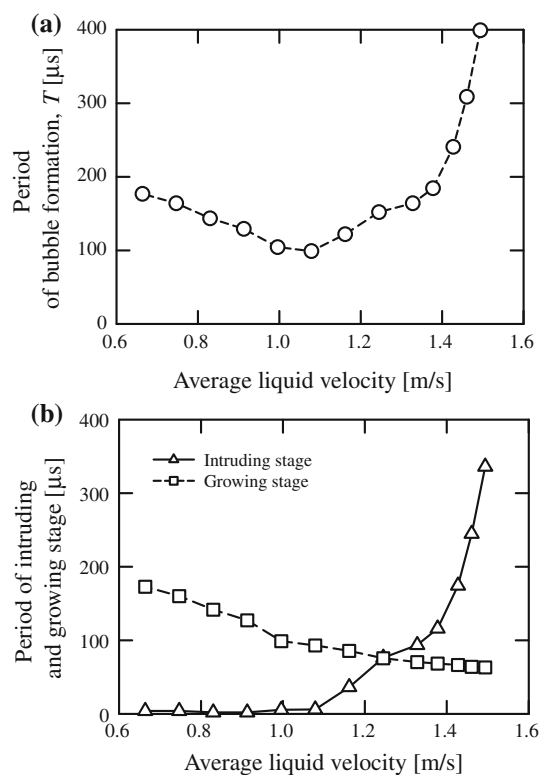 (a)
400
300
200
100
0
Period
of bubble formation, T [μs]
0.6 0.8 1.0 1.2 1.4 1.6
Average liquid velocity [m/s]
(b)
400
300
200
100
0
Period of intruding
and growing stage [μs]
Intruding stage
Growing stage
0.6 0.8 1.0 1.2 1.4 1.6
Average liquid velocity [m/s]